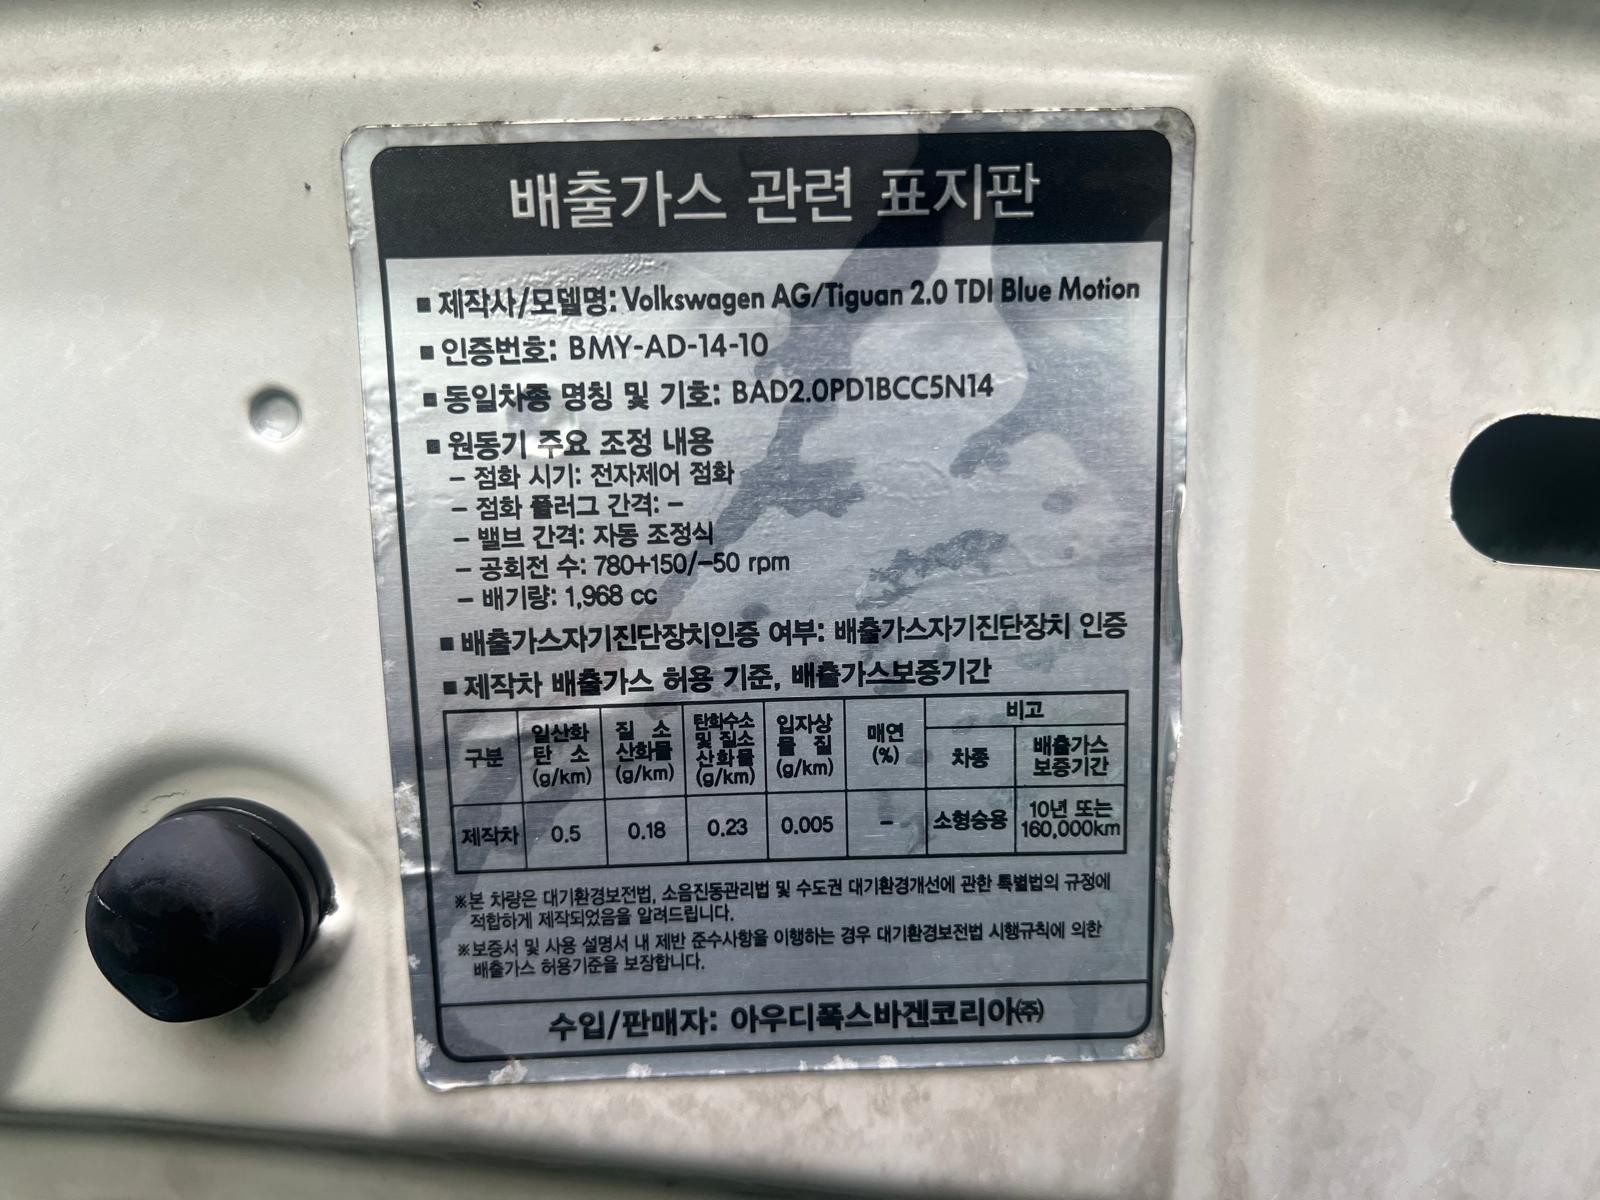 배출가스 관련 표지판
■ 제작사/모델명: Volkswagen AG/Tiguan 2.0 TDI Blue Motion
■ 인증번호: BMY-AD-14-10
■ 동일차종 명칭 및 기호: BAD2.0PD1BCC5N14
■ 원동기 주요 조정 내용
– 점화 시기: 전자제어 점화
– 점화 플러그 간격: –
– 밸브 간격: 자동 조정식
– 공회전 수: 780+150/–50 rpm
– 배기량: 1,968 cc
■ 배출가스자기진단장치인증 여부: 배출가스자기진단장치 인증
■ 제작차 배출가스 허용 기준, 배출가스보증기간
구분 일산화탄소 (g/km) 질소산화물 (g/km) 탄화수소 및 질소산화물 (g/km) 입자상물질 (g/km) 매연 (%) 비고
차종 배출가스 보증기간
제작차 0.5 0.18 0.23 0.005 – 소형승용 10년 또는 160,000km
※본 차량은 대기환경보전법, 소음진동관리법 및 수도권 대기환경개선에 관한 특별법의 규정에
적합하게 제작되었음을 알려드립니다.
※보증서 및 사용 설명서 내 제반 준수사항을 이행하는 경우 대기환경보전법 시행규칙에 의한
배출가스 허용기준을 보장합니다.
수입/판매자: 아우디폭스바겐코리아㈜